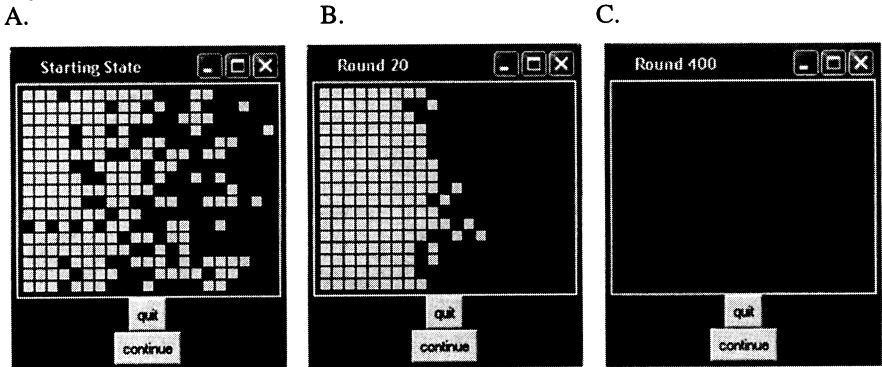 A.
B.
C.
Starting State
Round 20
Round 400
quit
quit
quit
continue
continue
continue